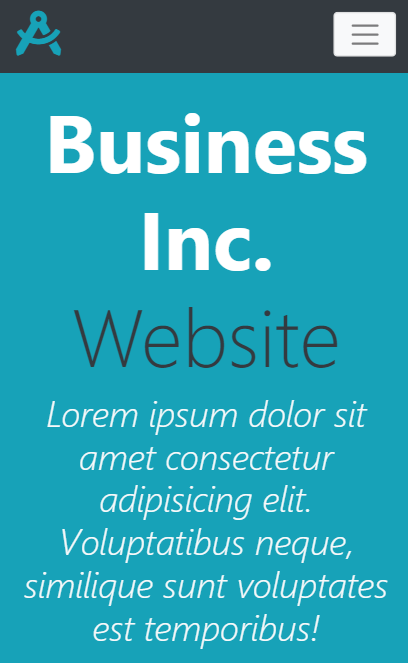 Business
Inc.
Website
Lorem ipsum dolor sit
amet consectetur
adipisicing elit.
Voluptatibus neque,
similique sunt voluptates
est temporibus!